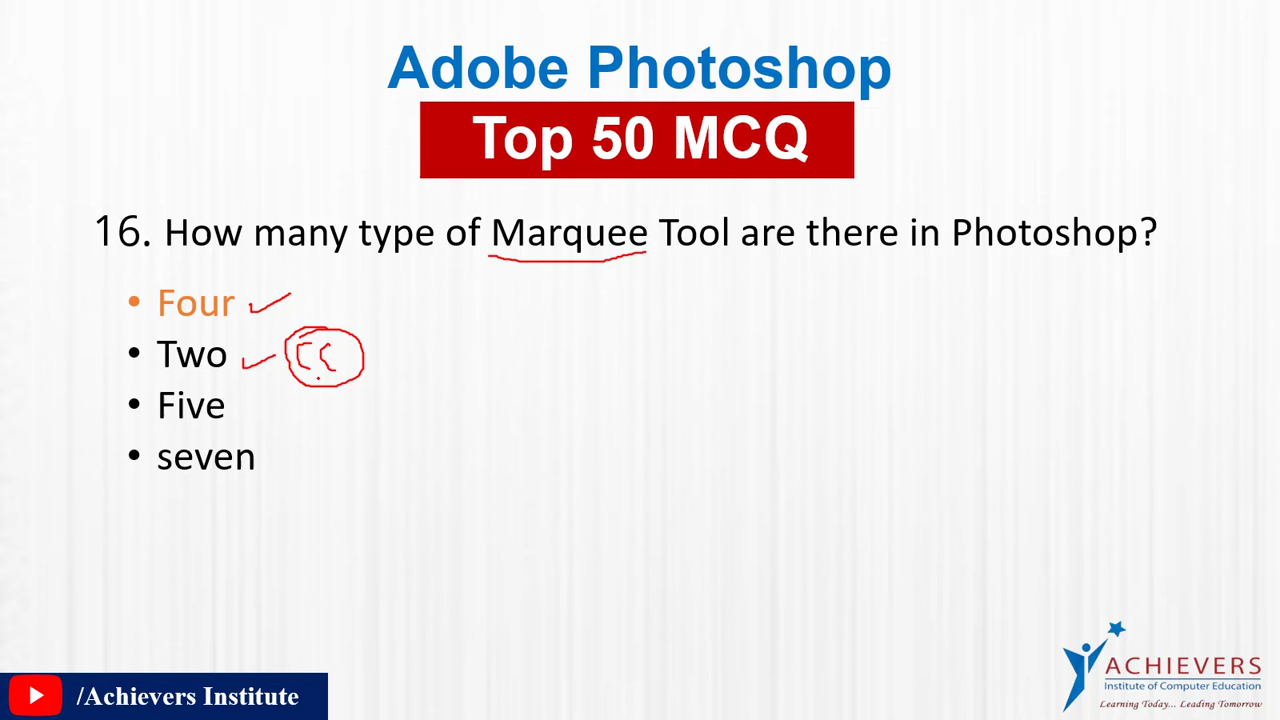 Adobe Photoshop
Top 50 MCQ
16. How many type of Marquee Tool are there in Photoshop?
• Four
• Two CC
• Five
• seven
/Achievers Institute
ACHIEVERS
Institute of Computer Education
Learning Today... Leading Tomorrow